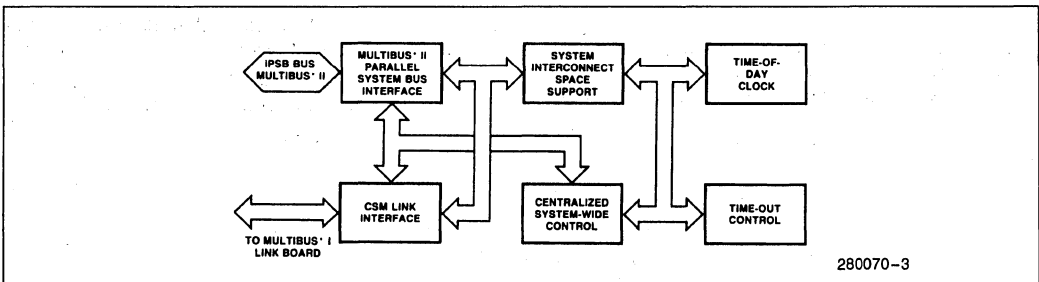 IPSB BUS
MULTIBUS* II
MULTIBUS* II
PARALLEL
SYSTEM BUS
INTERFACE
SYSTEM
INTERCONNECT
SPACE
SUPPORT
TIME-OF-
DAY
CLOCK
CSM LINK
INTERFACE
CENTRALIZED
SYSTEM-WIDE
CONTROL
TIME-OUT
CONTROL
TO MULTIBUS* I
LINK BOARD
280070-3